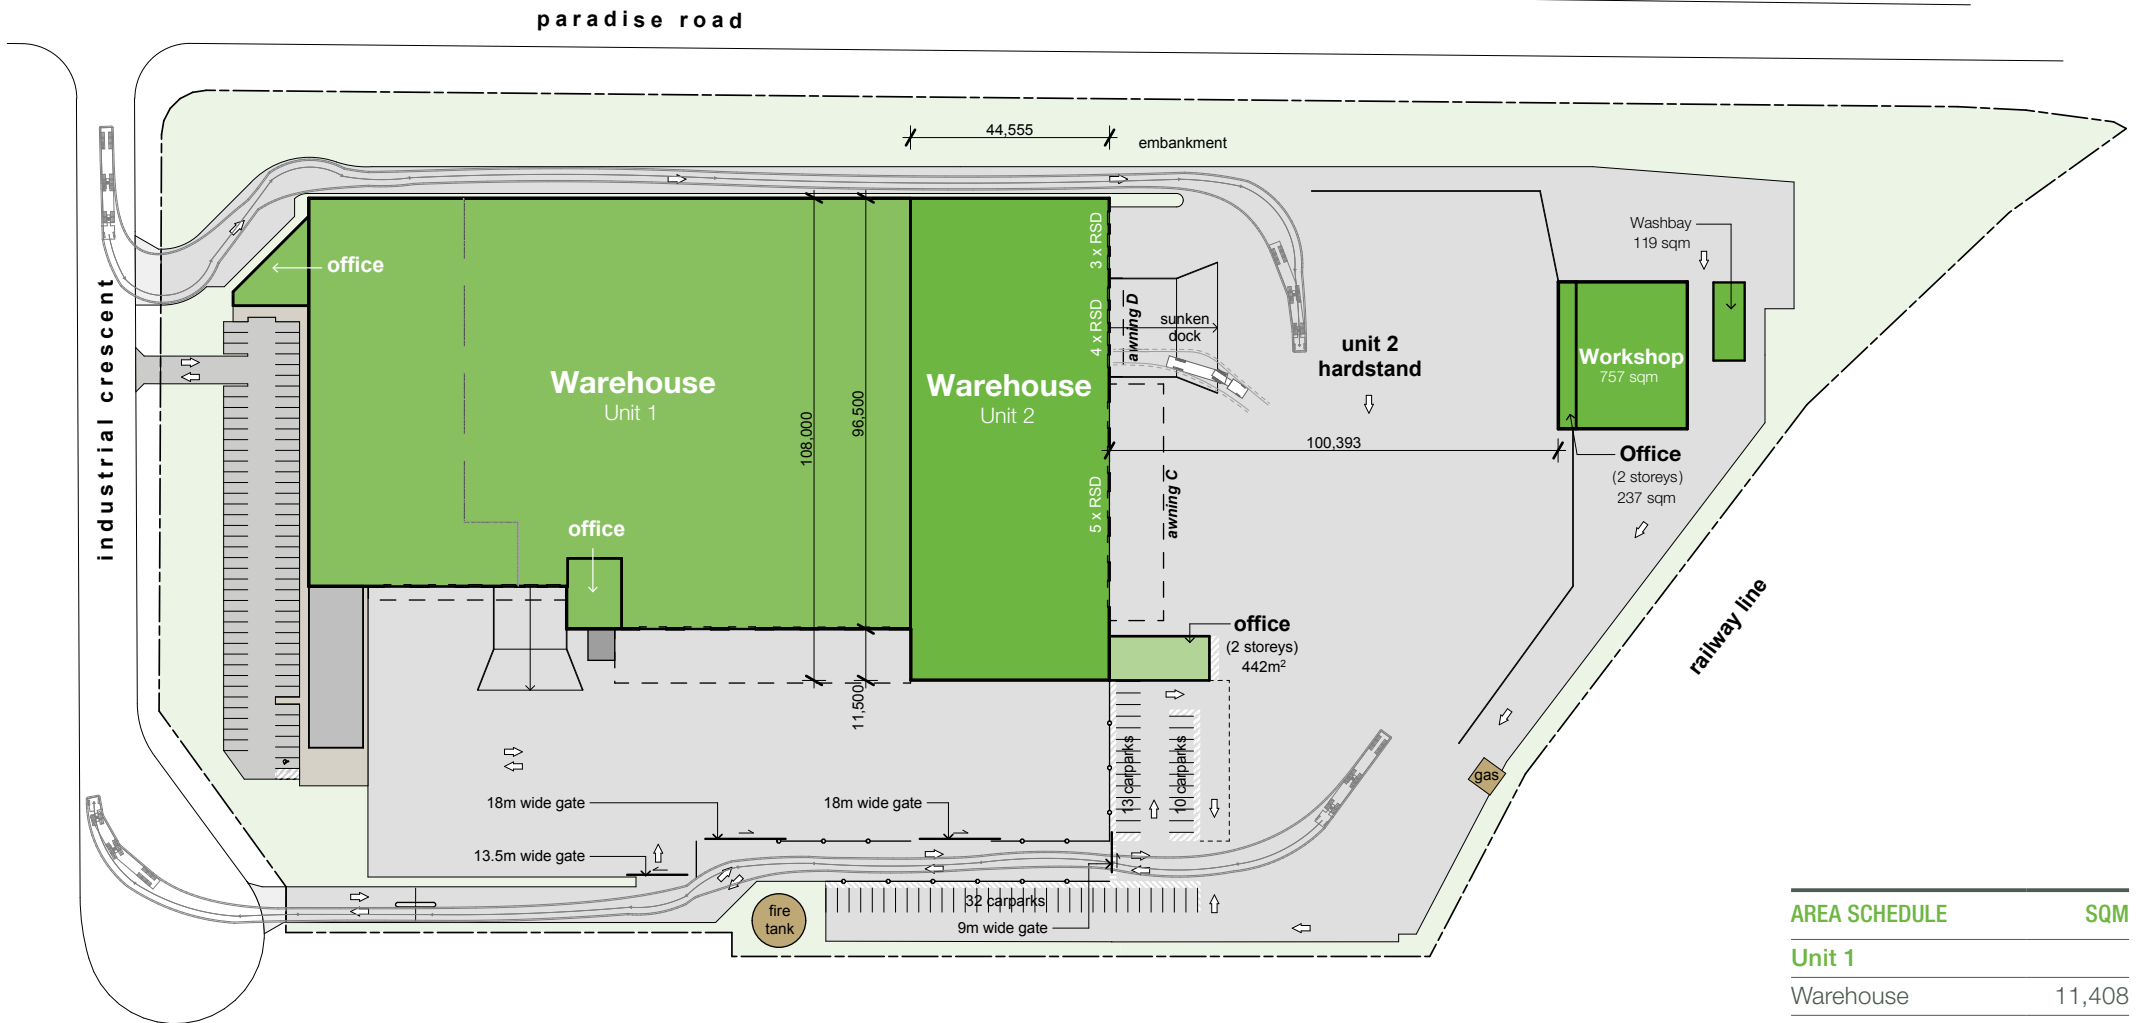 paradise road
44,555
embankment
industrial crescent
office
3 x RSD
4 x RSD
5 x RSD
awning D
sunken
dock
awning C
Warehouse
Unit 1
Warehouse
Unit 2
108,000
96,500
11,500
unit 2
hardstand
100,393
Washbay
119 sqm
Workshop
757 sqm
Office
(2 storeys)
237 sqm
office
office
(2 storeys)
442m²
railway line
gas
13 carparks
10 carparks
18m wide gate
18m wide gate
13.5m wide gate
32 carparks
9m wide gate
fire
tank
AREA SCHEDULE SQM
Unit 1
Warehouse 11,408